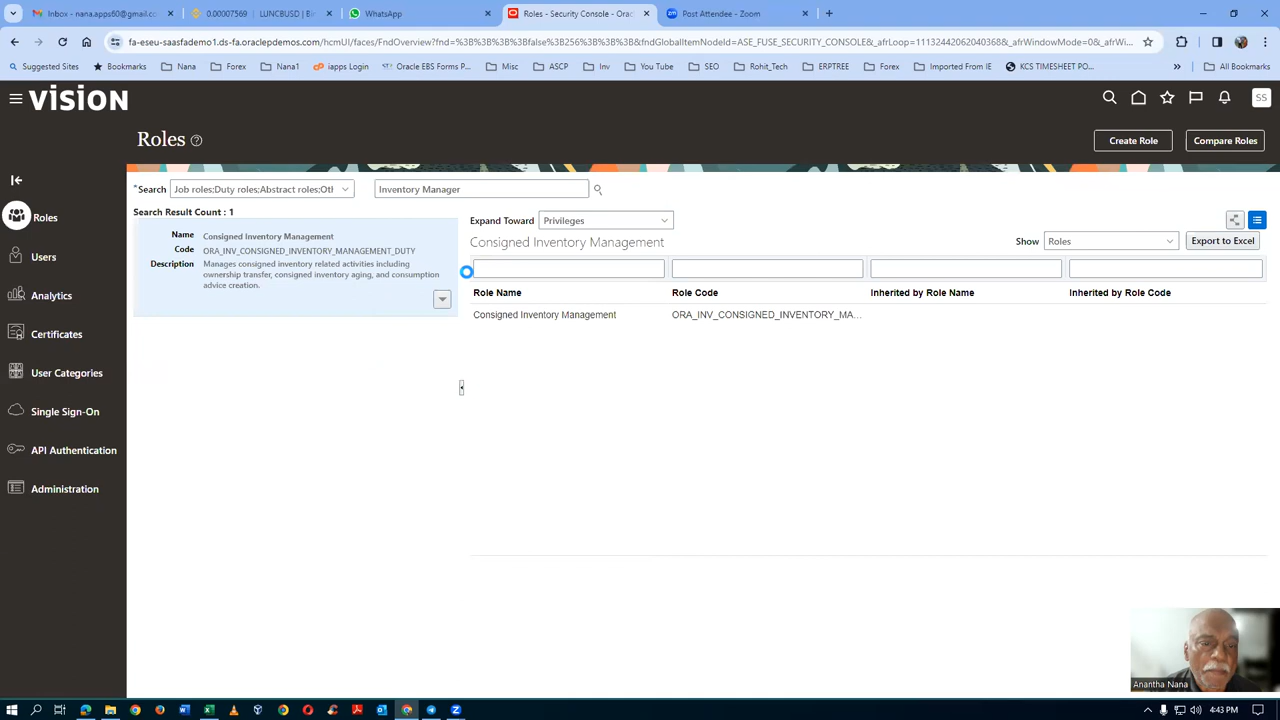 Inbox - nana.apps60@gmail.co
0.00007569 | LUNCBUSD | Bin
WhatsApp
Roles - Security Console - Orac
Post Attendee - Zoom
fa-eseu-saasfademo1.ds-fa.oraclepdemos.com/hcmUI/faces/FndOverview?fnd=%3B%3B%3B%3Bfalse%3B256%3B%3B%3B&fndGlobalItemNodeId=ASE_FUSE_SECURITY_CONSOLE&_afrLoop=11132442062040368&_afrWindowMode=0&_afrWi...
Suggested Sites
Bookmarks
Nana
Forex
Nana1
iapps Login
Oracle EBS Forms P...
Misc
ASCP
Inv
You Tube
SEO
Rohit_Tech
ERPTREE
Forex
Imported From IE
KCS TIMESHEET PO...
»
All Bookmarks
VISION
SS
Roles
Create Role
Compare Roles
*Search
Job roles;Duty roles;Abstract roles;Ot
Inventory Manager
Search Result Count : 1
Name Consigned Inventory Management
Code ORA_INV_CONSIGNED_INVENTORY_MANAGEMENT_DUTY
Description Manages consigned inventory related activities including
ownership transfer, consigned inventory aging, and consumption
advice creation.
Roles
Users
Analytics
Certificates
User Categories
Single Sign-On
API Authentication
Administration
Expand Toward Privileges
Consigned Inventory Management
Show Roles
Export to Excel
Role Name Role Code Inherited by Role Name Inherited by Role Code
Consigned Inventory Management ORA_INV_CONSIGNED_INVENTORY_MA...
Anantha Nana
4:43 PM